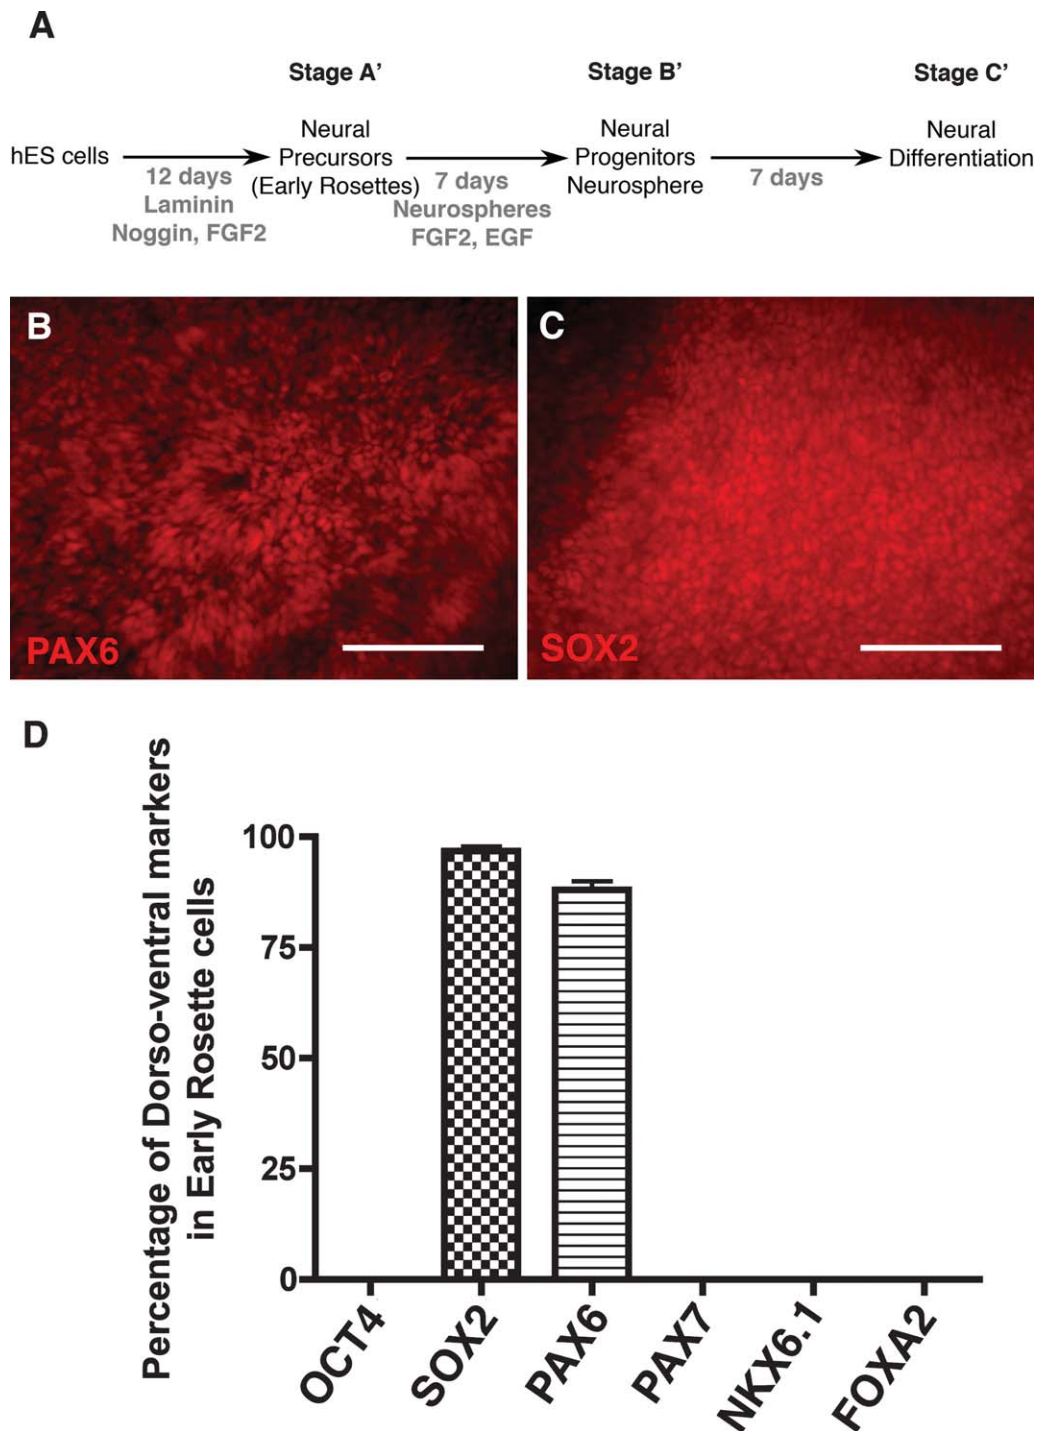 A
Stage A’
Stage B’
Stage C’
hES cells
Neural
Precursors
(Early Rosettes)
Neural
Progenitors
Neurosphere
Neural
Differentiation
12 days
Laminin
Noggin, FGF2
7 days
Neurospheres
FGF2, EGF
7 days
B
PAX6
C
SOX2
D
Percentage of Dorso-ventral markers
in Early Rosette cells
100
75
50
25
0
OCT4
SOX2
PAX6
PAX7
NKX6.1
FOXA2